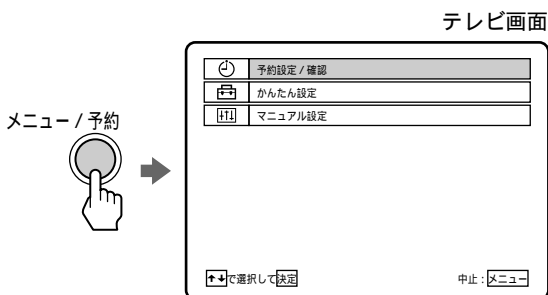 テレビ画面
予約設定 / 確認
かんたん設定
マニュアル設定
メニュー / 予約
↑↓で選択して決定
中止：メニュー